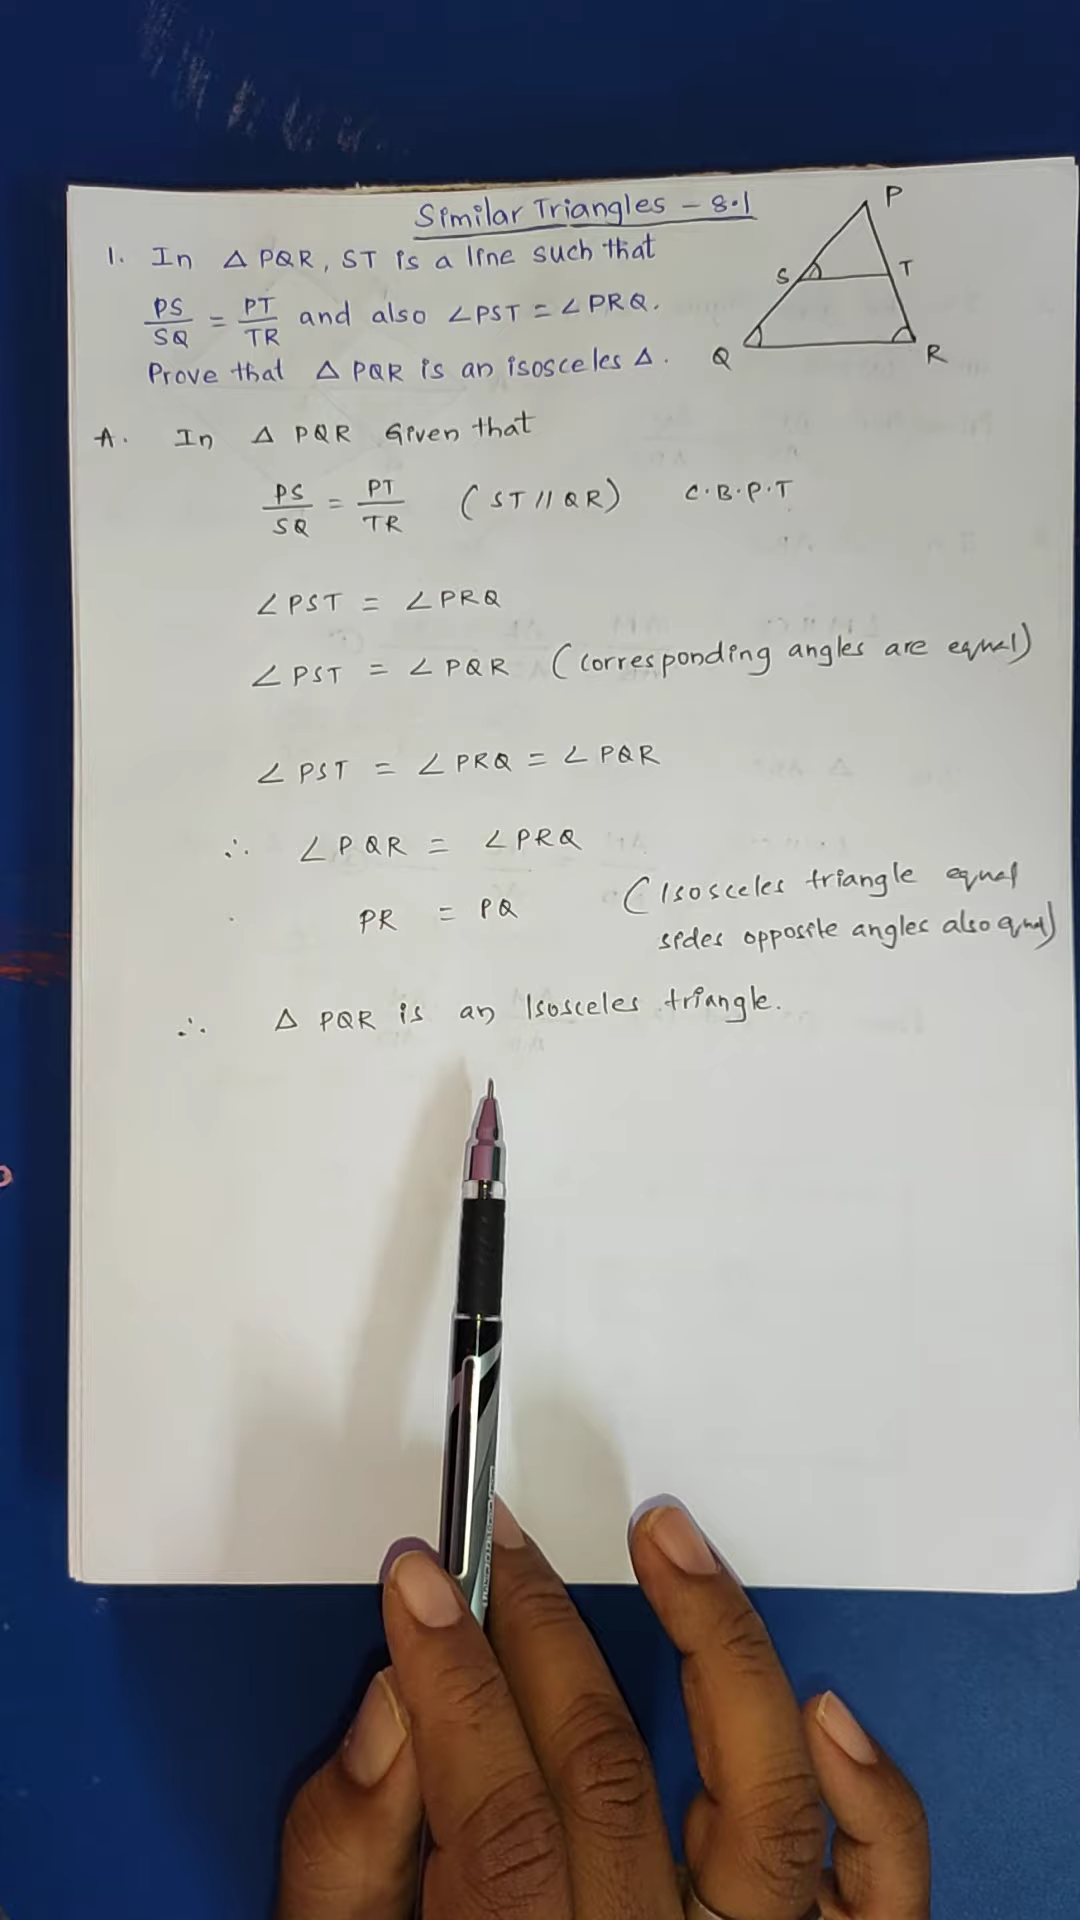 Similar Triangles – 8.1
1. In Δ PQR, ST is a line such that
PS/SQ = PT/TR and also ∠PST = ∠PRQ.
Prove that Δ PQR is an isosceles Δ.
P
S
T
Q
R
A. In Δ PQR Given that
PS/SQ = PT/TR (ST // QR) C.B.P.T
∠PST = ∠PRQ
∠PST = ∠PQR (corresponding angles are equal)
∠PST = ∠PRQ = ∠PQR
∴ ∠PQR = ∠PRQ
PR = PQ (Isosceles triangle equal
sides opposite angles also equal)
∴ Δ PQR is an Isosceles triangle.